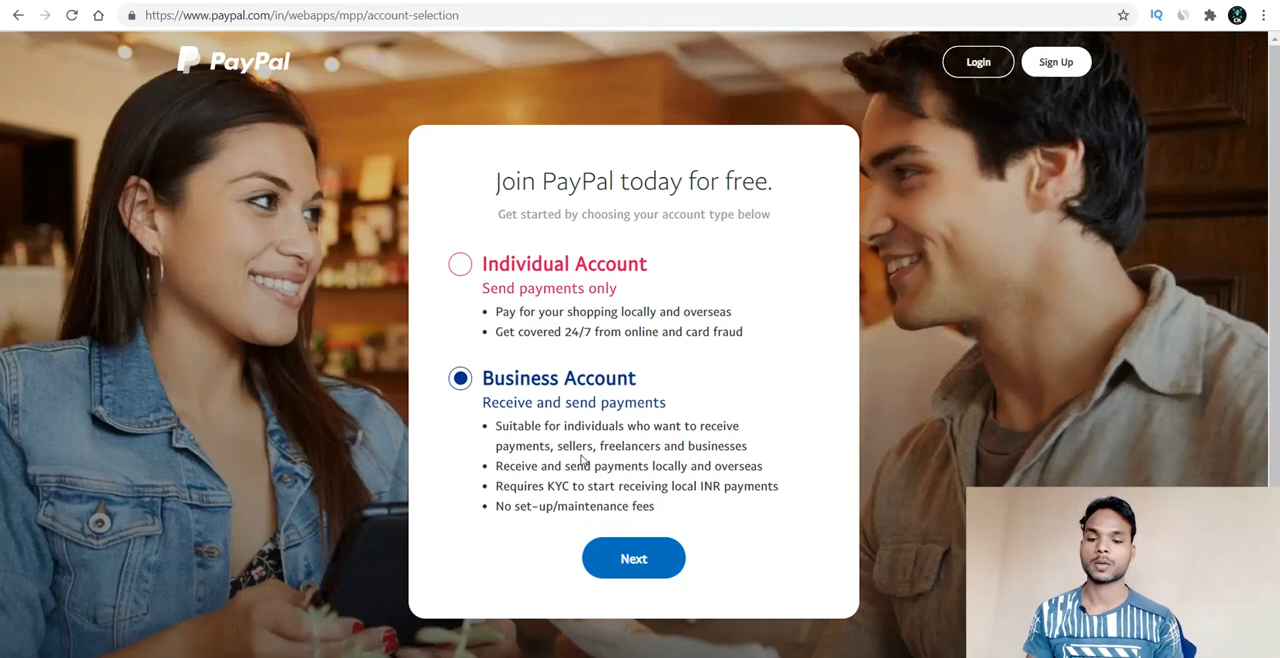 https://www.paypal.com/in/webapps/mpp/account-selection
IQ
PayPal
Login
Sign Up
Join PayPal today for free.
Get started by choosing your account type below
Individual Account
Send payments only
• Pay for your shopping locally and overseas
• Get covered 24/7 from online and card fraud
Business Account
Receive and send payments
• Suitable for individuals who want to receive
payments, sellers, freelancers and businesses
• Receive and send payments locally and overseas
• Requires KYC to start receiving local INR payments
• No set-up/maintenance fees
Next